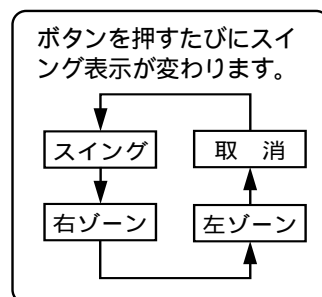 ボタンを押すたびにスイ
ング表示が変わります。
スイング
取　消
右ゾーン
左ゾーン